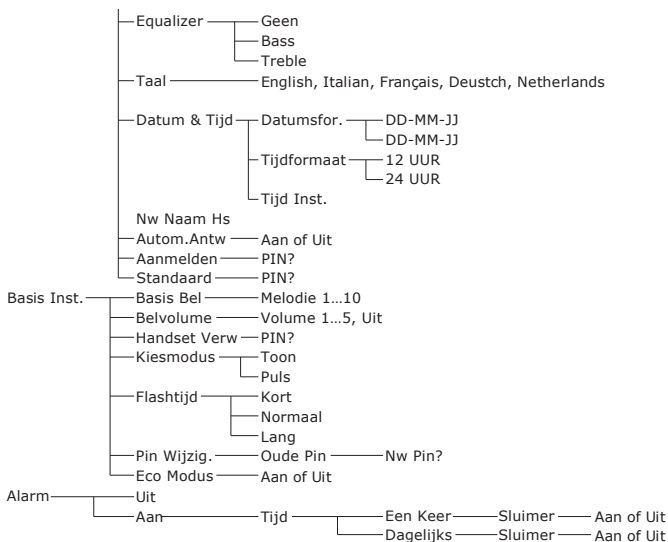 Equalizer Geen
Bass
Treble
Taal English, Italian, Français, Deustch, Netherlands
Datum & Tijd Datumsfor. DD-MM-JJ
DD-MM-JJ
Tijdformaat 12 UUR
24 UUR
Tijd Inst.
Nw Naam Hs
Autom.Antw Aan of Uit
Aanmelden PIN?
Standaard PIN?
Basis Inst. Basis Bel Melodie 1...10
Belvolume Volume 1...5, Uit
Handset Verw PIN?
Kiesmodus Toon
Puls
Flashtijd Kort
Normaal
Lang
Pin Wijzig. Oude Pin Nw Pin?
Eco Modus Aan of Uit
Alarm Uit
Aan Tijd Een Keer Sluimer Aan of Uit
Dagelijks Sluimer Aan of Uit